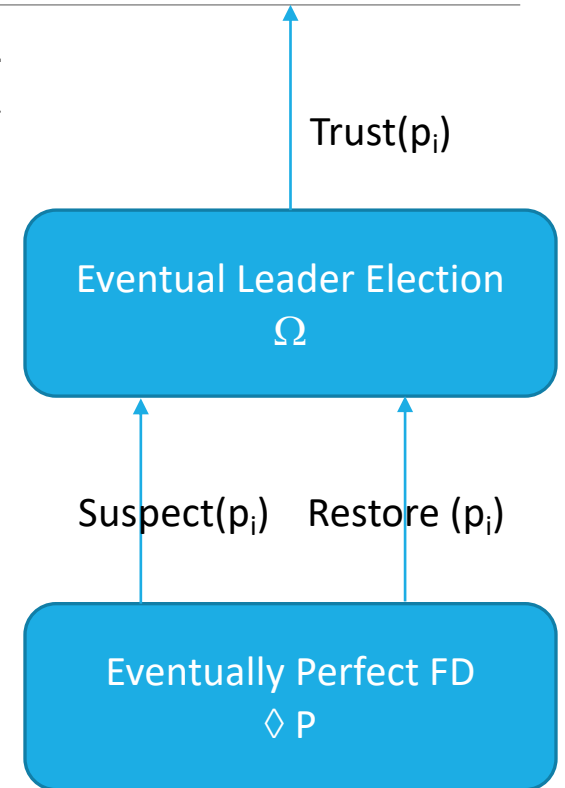 Trust(pᵢ)
Eventual Leader Election
Ω
Suspect(pᵢ) Restore (pᵢ)
Eventually Perfect FD
◊ P